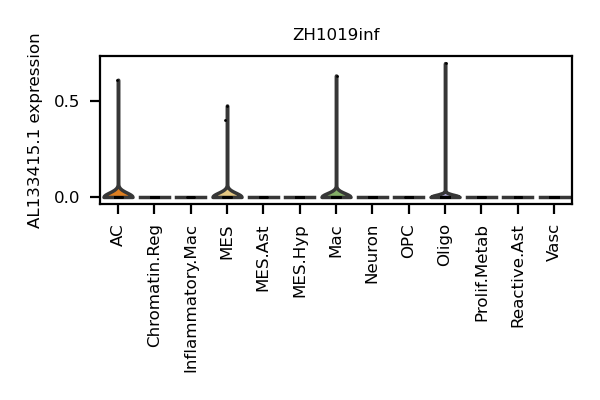 ZH1019inf
AL133415.1 expression
0.5
0.0
AC
Chromatin.Reg
Inflammatory.Mac
MES
MES.Ast
MES.Hyp
Mac
Neuron
OPC
Oligo
Prolif.Metab
Reactive.Ast
Vasc